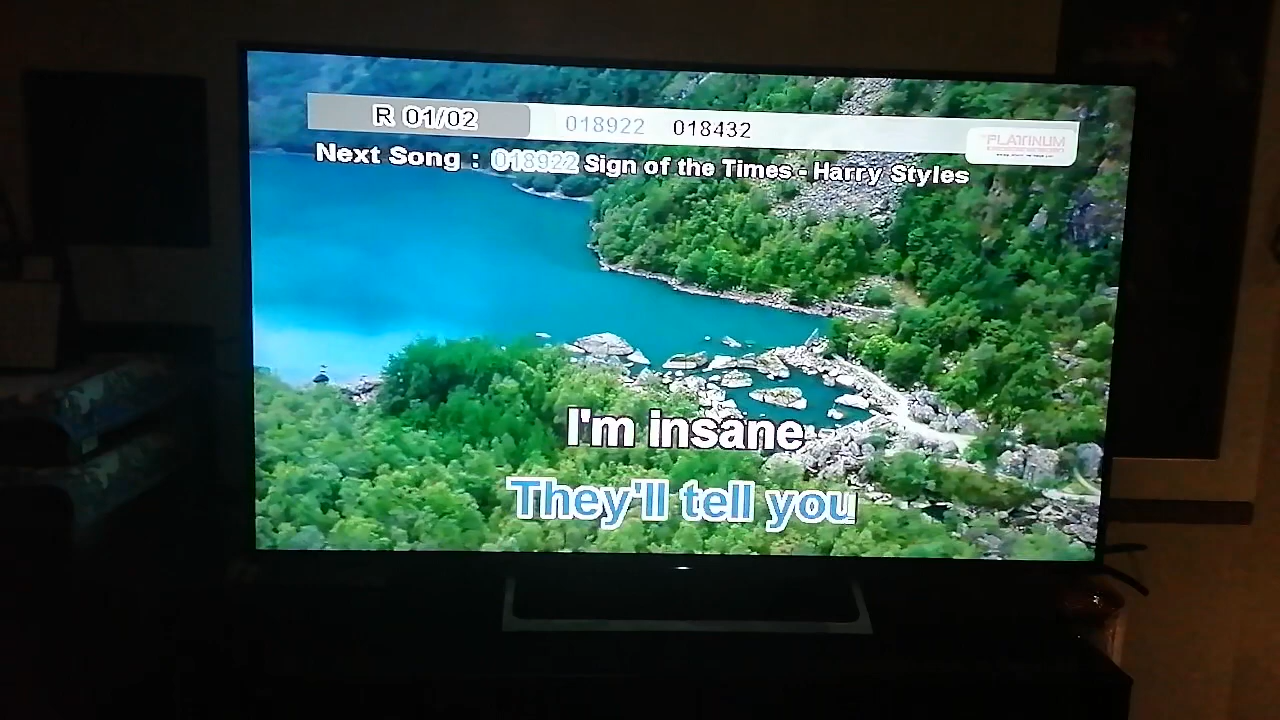 R 01/02 018922 018432
PLATINUM
Next Song : 018922 Sign of the Times - Harry Styles
I'm insane
They'll tell you